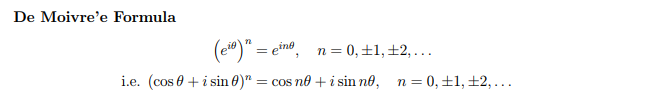 De Moivre'e Formula
(e^{iθ})^n = e^{inθ}, n = 0, ±1, ±2, ...
i.e. (cos θ + i sin θ)^n = cos nθ + i sin nθ, n = 0, ±1, ±2, ...